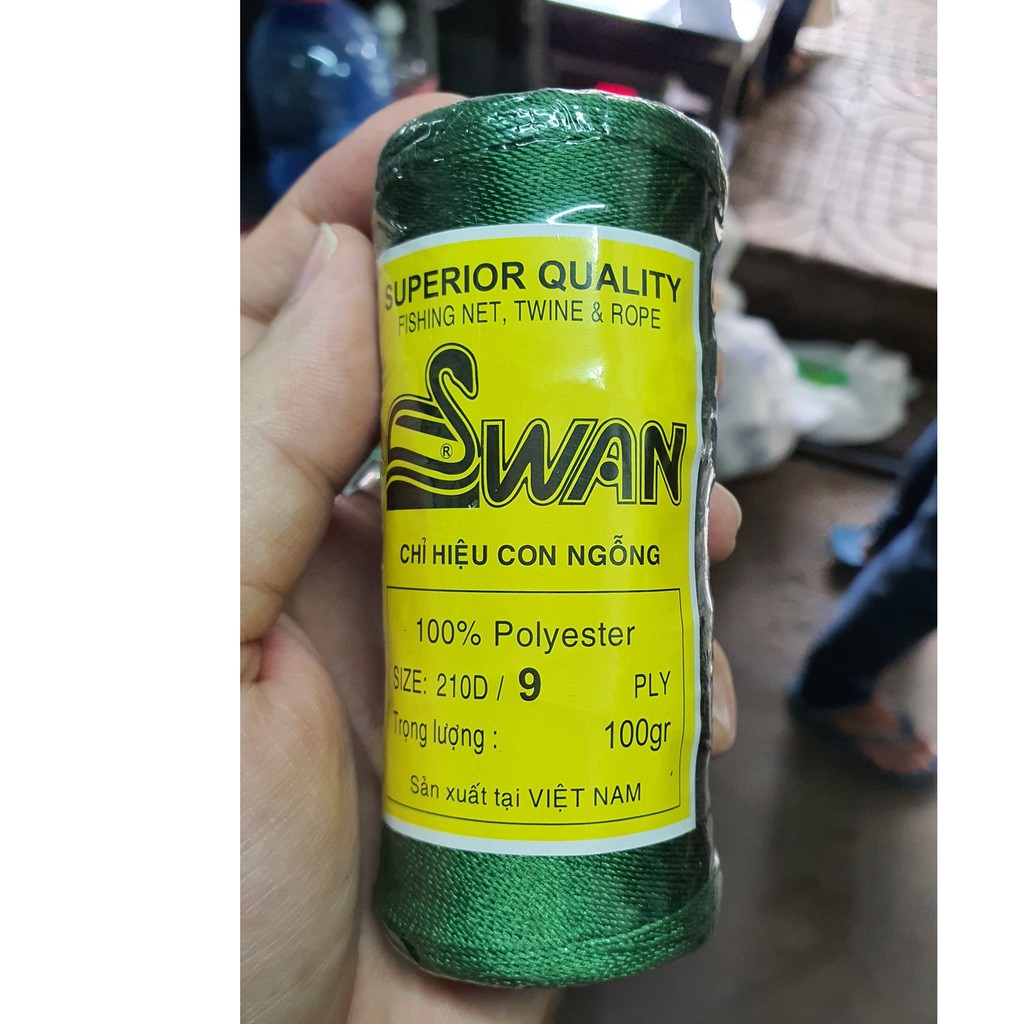 SUPERIOR QUALITY
FISHING NET, TWINE & ROPE
SWAN
®
CHỈ HIỆU CON NGỖNG
100% Polyester
SIZE: 210D / 9 PLY
Trọng lượng : 100gr
Sản xuất tại VIỆT NAM